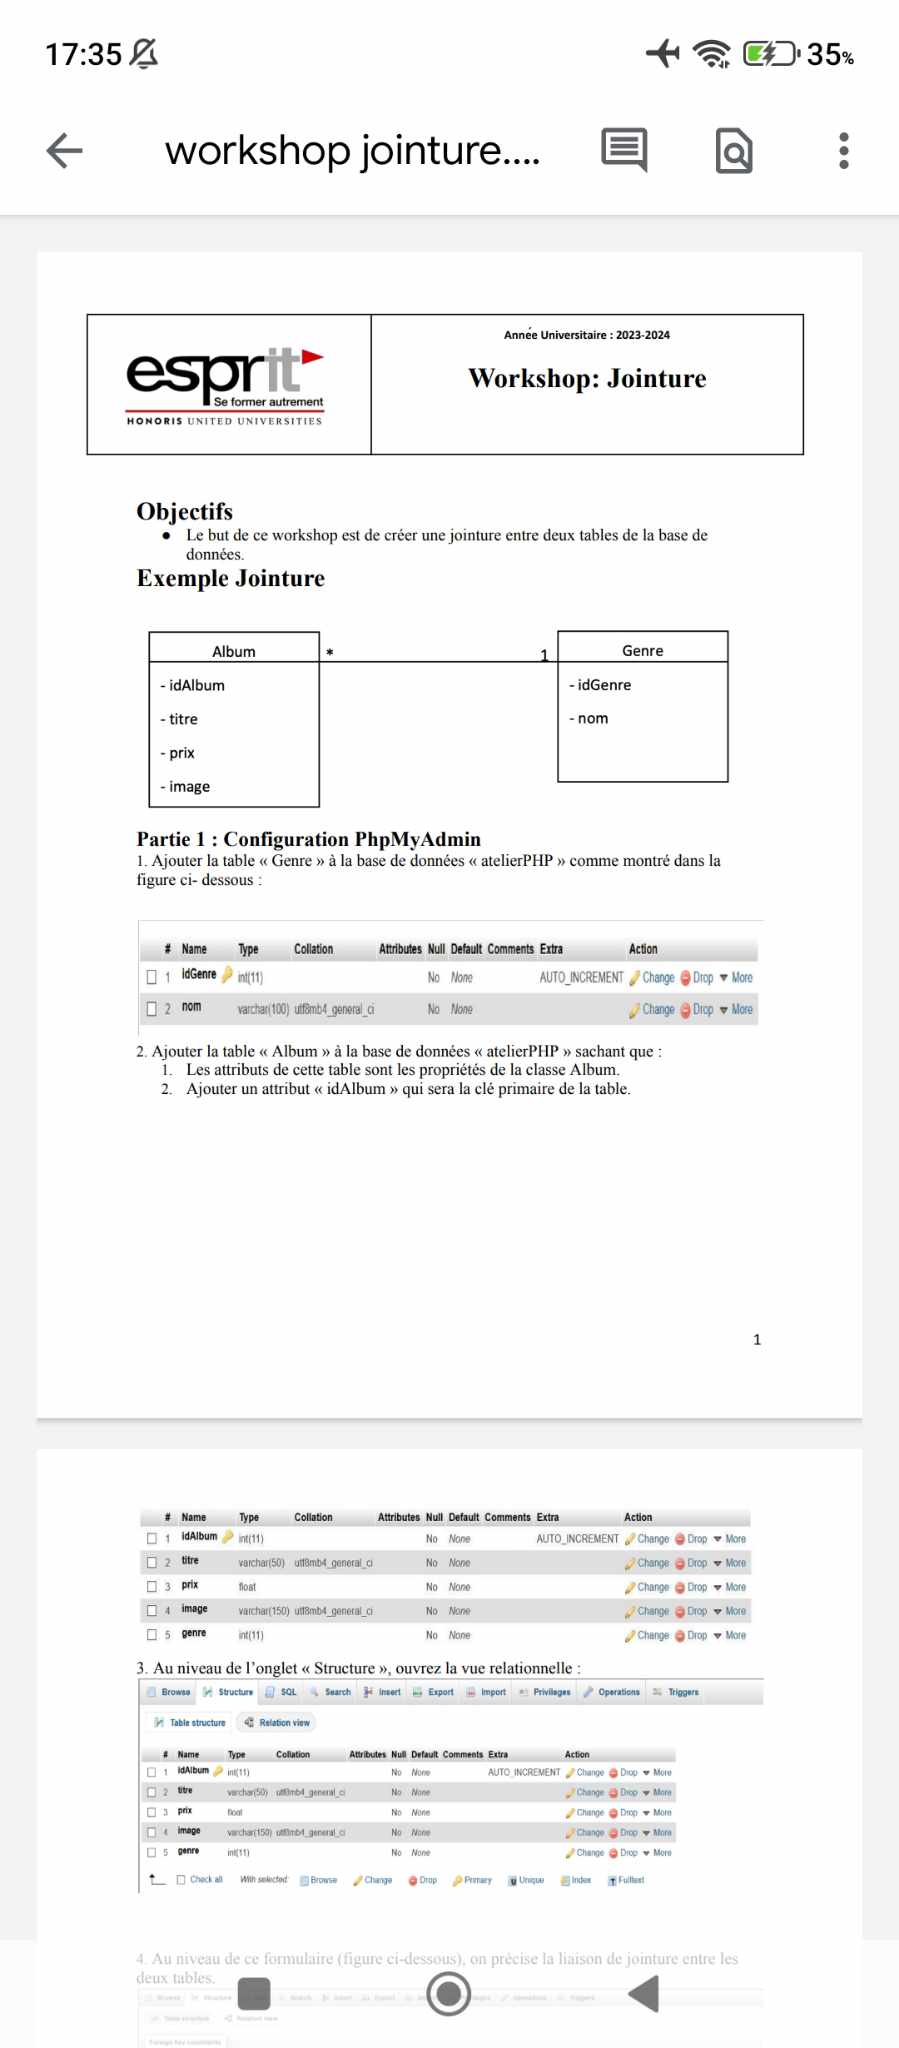 17:35
35%
workshop jointure....
esprit
Se former autrement
HONORIS UNITED UNIVERSITIES
Année Universitaire : 2023-2024
Workshop: Jointure
Objectifs
● Le but de ce workshop est de créer une jointure entre deux tables de la base de
données.
Exemple Jointure
Album * 1 Genre
- idAlbum
- titre
- prix
- image
- idGenre
- nom
Partie 1 : Configuration PhpMyAdmin
1. Ajouter la table « Genre » à la base de données « atelierPHP » comme montré dans la
figure ci- dessous :
# Name Type Collation Attributes Null Default Comments Extra Action
1 idGenre int(11) No None AUTO_INCREMENT Change Drop More
2 nom varchar(100) utf8mb4_general_ci No None Change Drop More
2. Ajouter la table « Album » à la base de données « atelierPHP » sachant que :
1. Les attributs de cette table sont les propriétés de la classe Album.
2. Ajouter un attribut « idAlbum » qui sera la clé primaire de la table.
1
# Name Type Collation Attributes Null Default Comments Extra Action
1 idAlbum int(11) No None AUTO_INCREMENT Change Drop More
2 titre varchar(50) utf8mb4_general_ci No None Change Drop More
3 prix float No None Change Drop More
4 image varchar(150) utf8mb4_general_ci No None Change Drop More
5 genre int(11) No None Change Drop More
3. Au niveau de l'onglet « Structure », ouvrez la vue relationnelle :
Browse Structure SQL Search Insert Export Import Privileges Operations Triggers
Table structure Relation view
# Name Type Collation Attributes Null Default Comments Extra Action
1 idAlbum int(11) No None AUTO_INCREMENT Change Drop More
2 titre varchar(50) utf8mb4_general_ci No None Change Drop More
3 prix float No None Change Drop More
4 image varchar(150) utf8mb4_general_ci No None Change Drop More
5 genre int(11) No None Change Drop More
Check all With selected: Browse Change Drop Primary Unique Index Fulltext
4. Au niveau de ce formulaire (figure ci-dessous), on précise la liaison de jointure entre les
deux tables.
Browse Structure Search Insert Export Operations Triggers
Table structure Relation view
Foreign key constraints